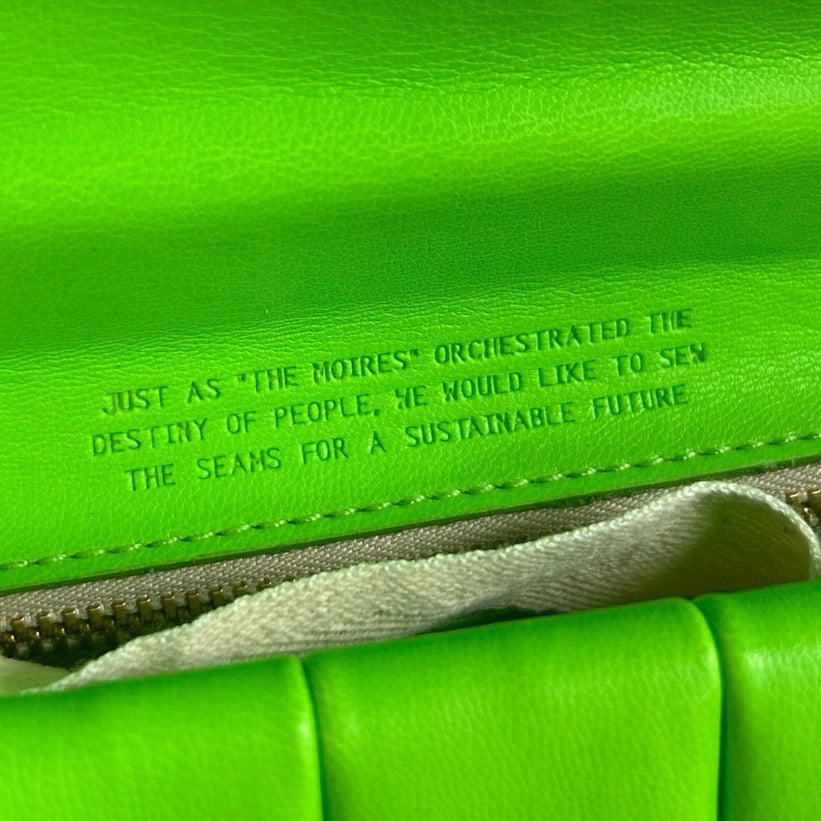 JUST AS "THE MOIRES" ORCHESTRATED THE
DESTINY OF PEOPLE, WE WOULD LIKE TO SEW
THE SEAMS FOR A SUSTAINABLE FUTURE